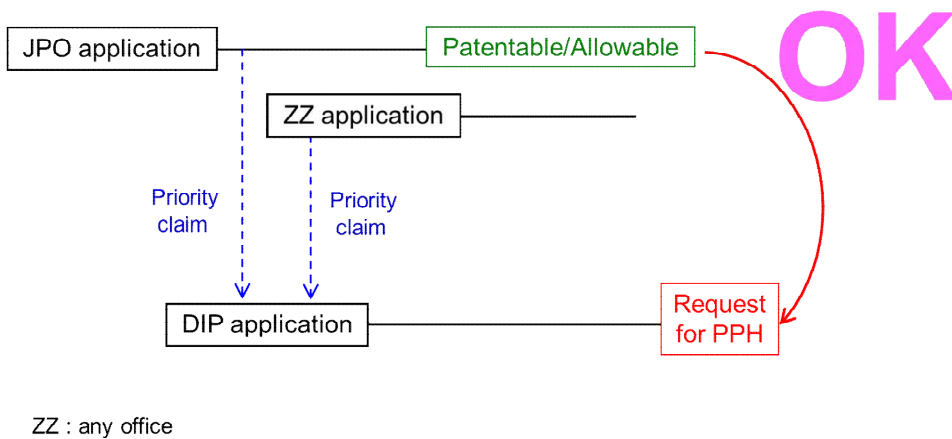 OK
JPO application
Patentable/Allowable
ZZ application
Priority
claim
Priority
claim
DIP application
Request
for PPH
ZZ : any office